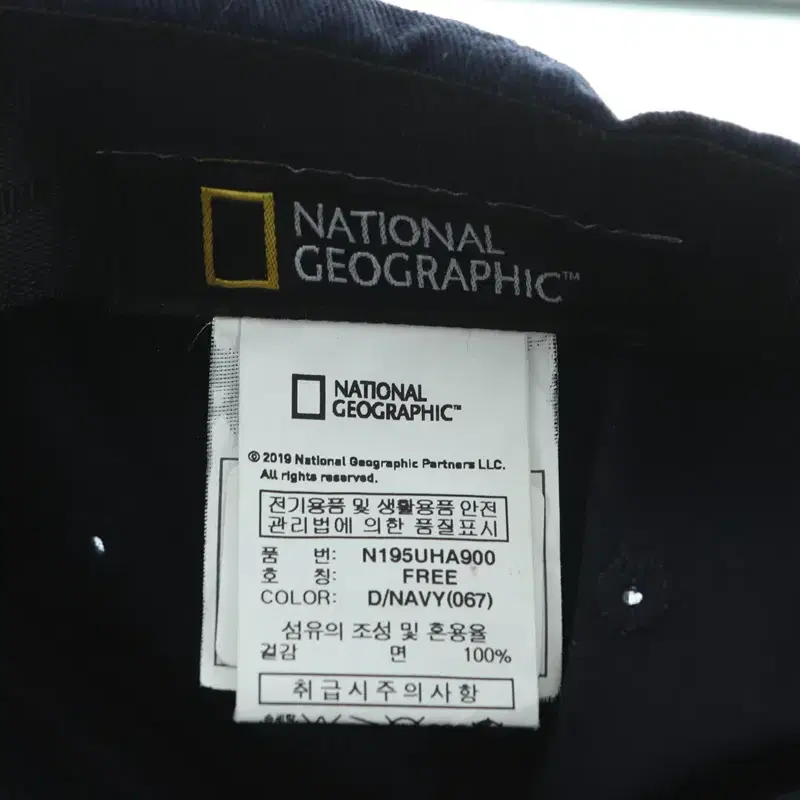 NATIONAL
GEOGRAPHIC™
NATIONAL
GEOGRAPHIC™
© 2019 National Geographic Partners LLC.
All rights reserved.
전기용품 및 생활용품 안전
관리법에 의한 품질표시
품 번: N195UHA900
호 칭: FREE
COLOR: D/NAVY(067)
섬유의 조성 및 혼용율
겉감 면 100%
취급시주의사항